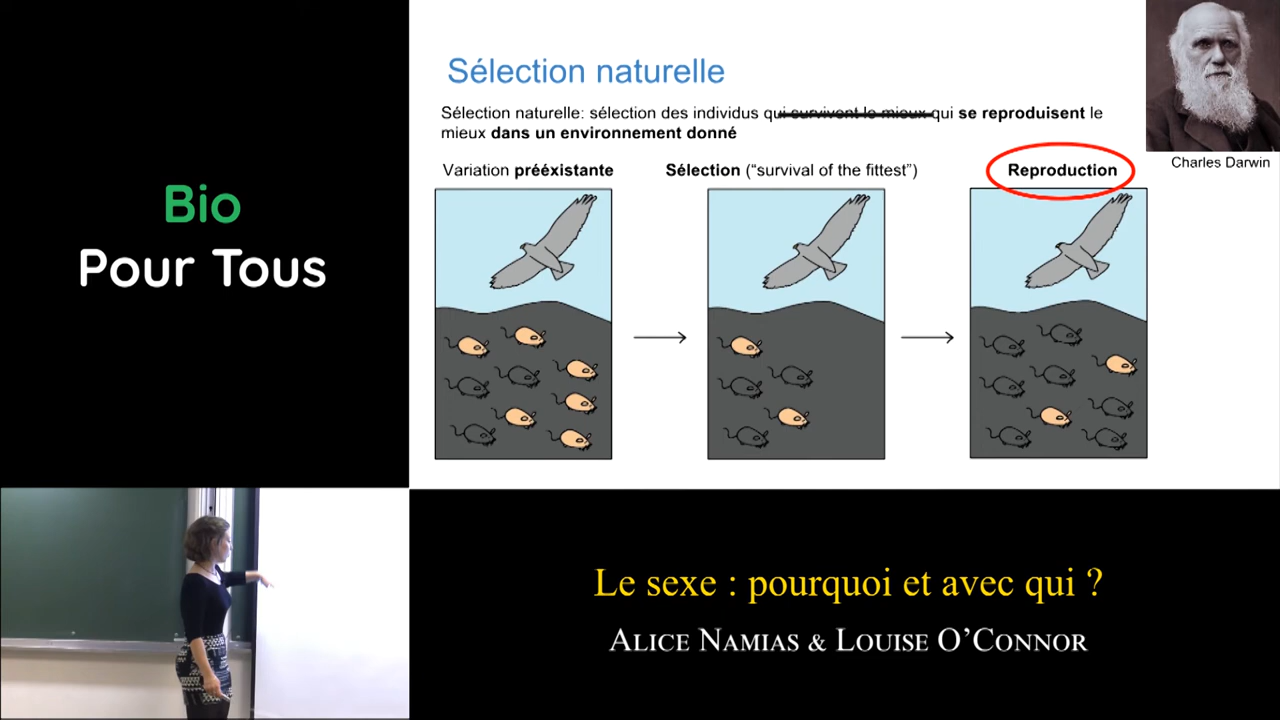 Bio
Pour Tous
Sélection naturelle
Sélection naturelle: sélection des individus qui survivent le mieux qui se reproduisent le
mieux dans un environnement donné
Charles Darwin
Variation prééxistante
Sélection (“survival of the fittest”)
Reproduction
Le sexe : pourquoi et avec qui ?
Alice Namias & Louise O’Connor